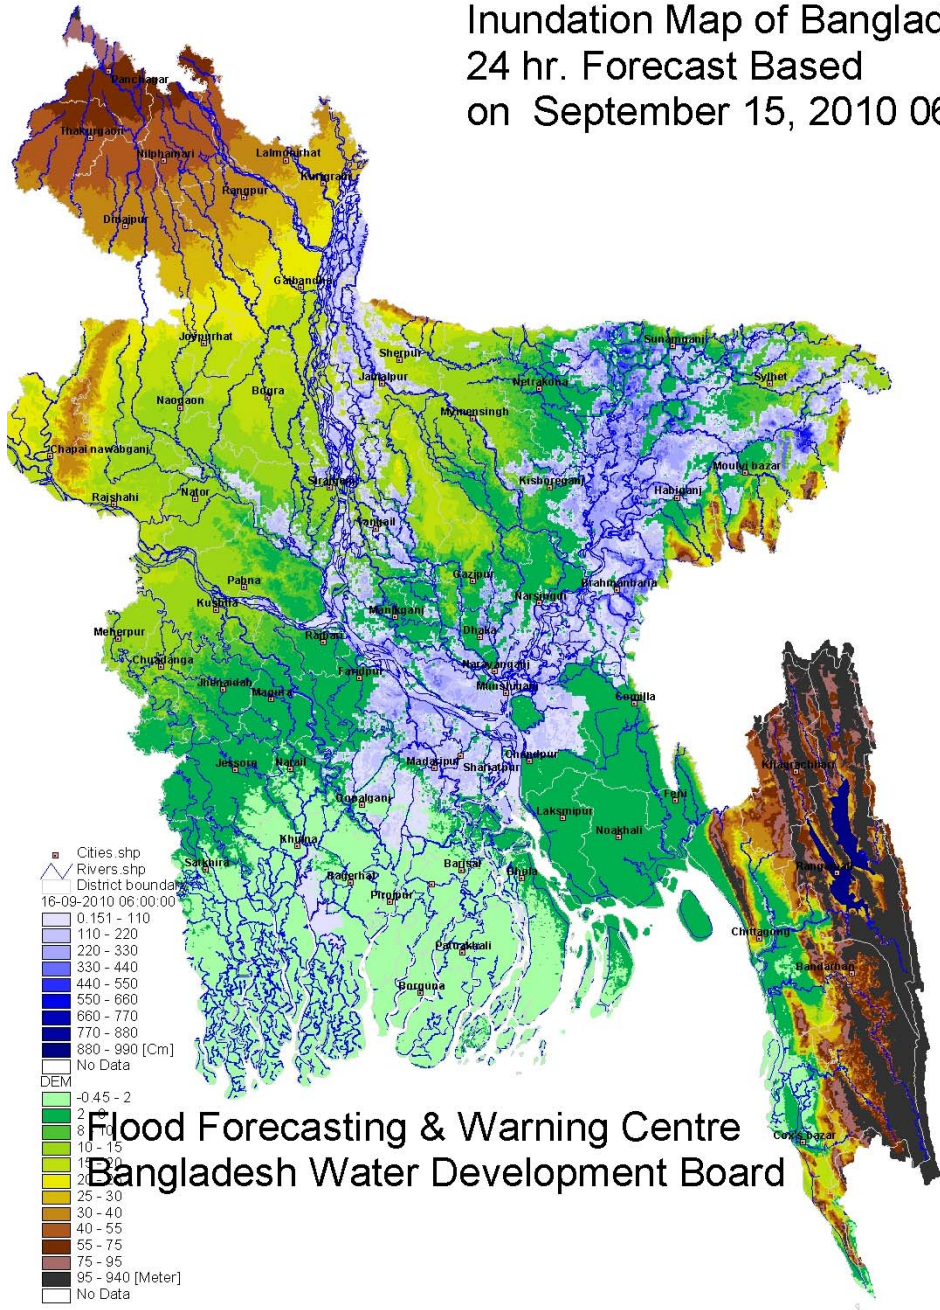 Inundation Map of Banglad
24 hr. Forecast Based
on September 15, 2010 06
Panchagar
Thakurgaon
Nilphamari
Lalmonirhat
Kurigram
Rangpur
Dinajpur
Gaibandha
Joypurhat
Sherpur
Sunamganj
Jamalpur
Netrakona
Sylhet
Naogaon
Bogra
Mymensingh
Chapai nawabganj
Moulvi bazar
Rajshahi
Nator
Sirajganj
Kisoreganj
Habiganj
Tangail
Pabna
Gazipur
Brahmanbaria
Kushtia
Manikganj
Narsingdi
Meherpur
Rajbari
Dhaka
Chuadanga
Faridpur
Narayanganj
Jhenaidah
Magura
Munshiganj
Comilla
Jessore
Narail
Madaripur
Shariatpur
Chandpur
Khagrachhari
Gopalganj
Laksmipur
Feni
Khulna
Noakhali
Satkhira
Bagerhat
Barisal
Bhola
Rangamati
Pirojpur
Chittagong
Patuakhali
Bandarban
Borguna
Cox's bazar
Cities.shp
Rivers.shp
District boundary
16-09-2010 06:00:00
0.151 - 110
110 - 220
220 - 330
330 - 440
440 - 550
550 - 660
660 - 770
770 - 880
880 - 990 [Cm]
No Data
DEM
-0.45 - 2
10 - 15
25 - 30
30 - 40
40 - 55
55 - 75
75 - 95
95 - 940 [Meter]
No Data
Flood Forecasting & Warning Centre
Bangladesh Water Development Board